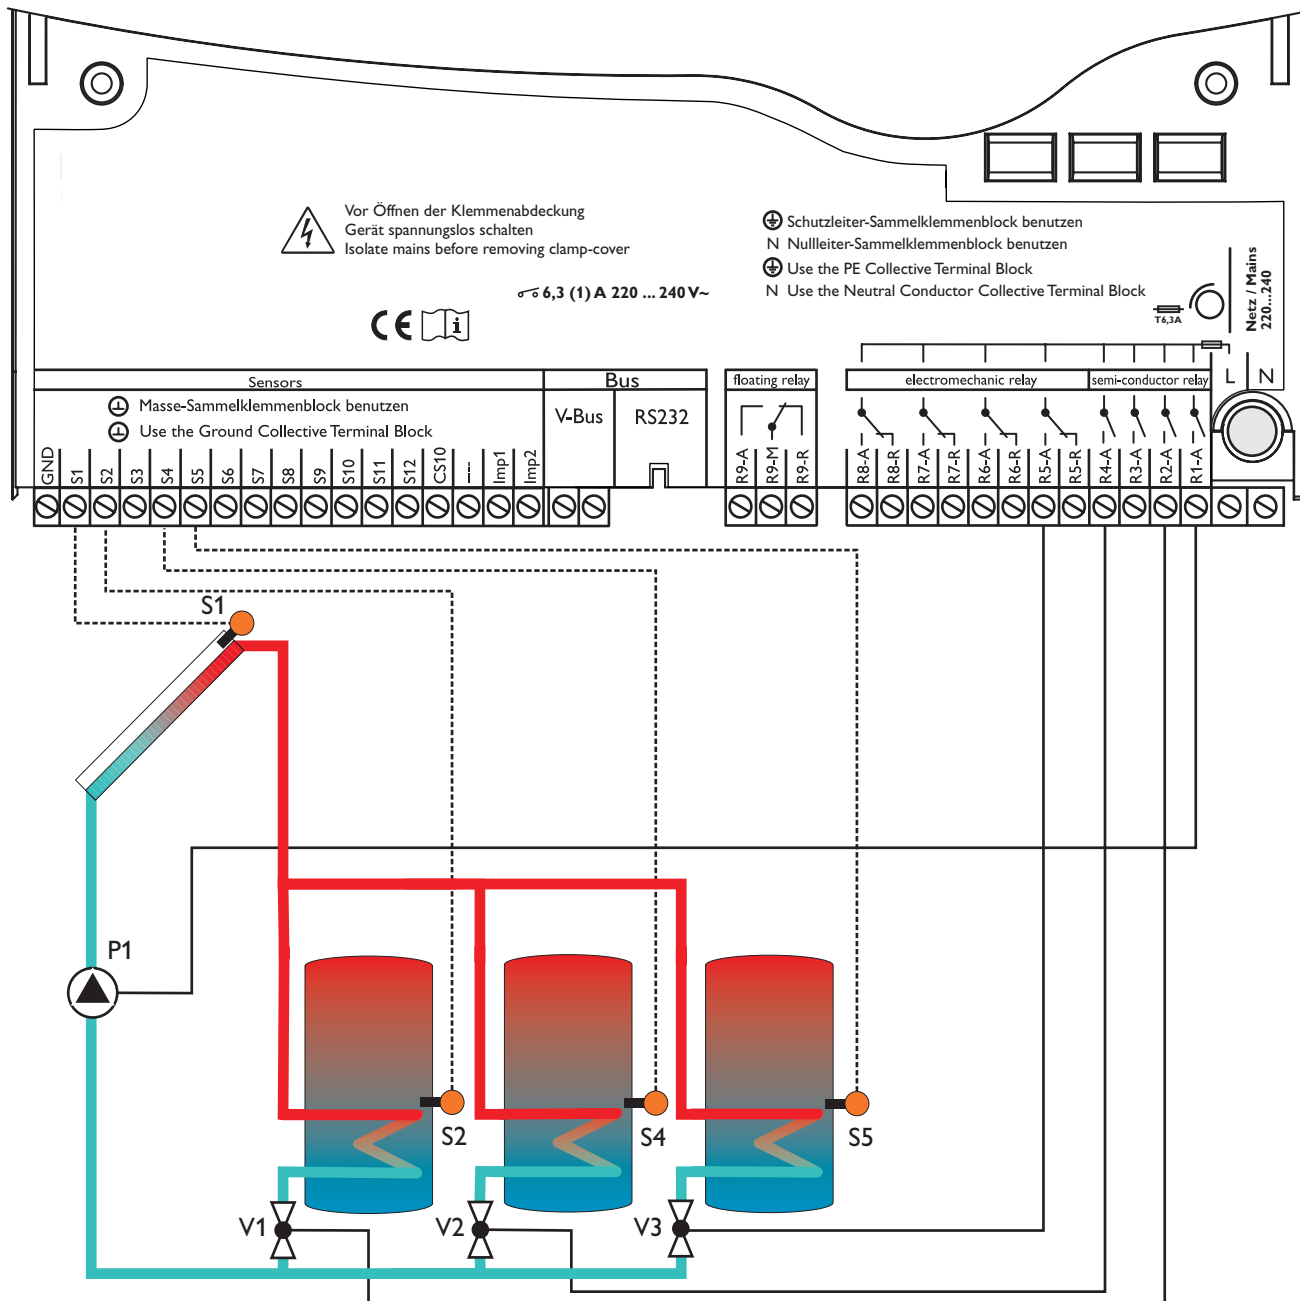 Vor Öffnen der Klemmenabdeckung
Gerät spannungslos schalten
Isolate mains before removing clamp-cover
6,3 (1) A 220 ... 240 V~
CE
i
Schutzleiter-Sammelklemmenblock benutzen
N Nullleiter-Sammelklemmenblock benutzen
Use the PE Collective Terminal Block
N Use the Neutral Conductor Collective Terminal Block
T6,3A
Netz / Mains
220...240
L N
Sensors
Bus
floating relay
electromechanic relay
semi-conductor relay
Masse-Sammelklemmenblock benutzen
Use the Ground Collective Terminal Block
V-Bus
RS232
GND S1 S2 S3 S4 S5 S6 S7 S8 S9 S10 S11 S12 CS10 --- Imp1 Imp2
R9-A R9-M R9-R
R8-A R8-R R7-A R7-R R6-A R6-R R5-A R5-R R4-A R3-A R2-A R1-A
S1
P1
S2
S4
S5
V1
V2
V3